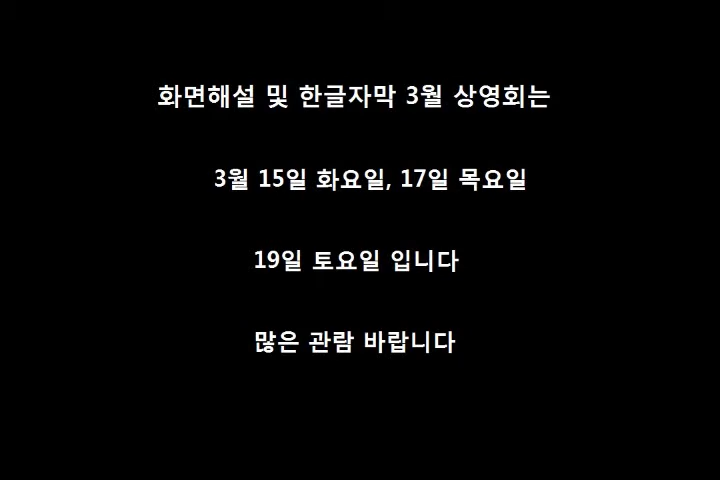 화면해설 및 한글자막 3월 상영회는
3월 15일 화요일, 17일 목요일
19일 토요일 입니다
많은 관람 바랍니다